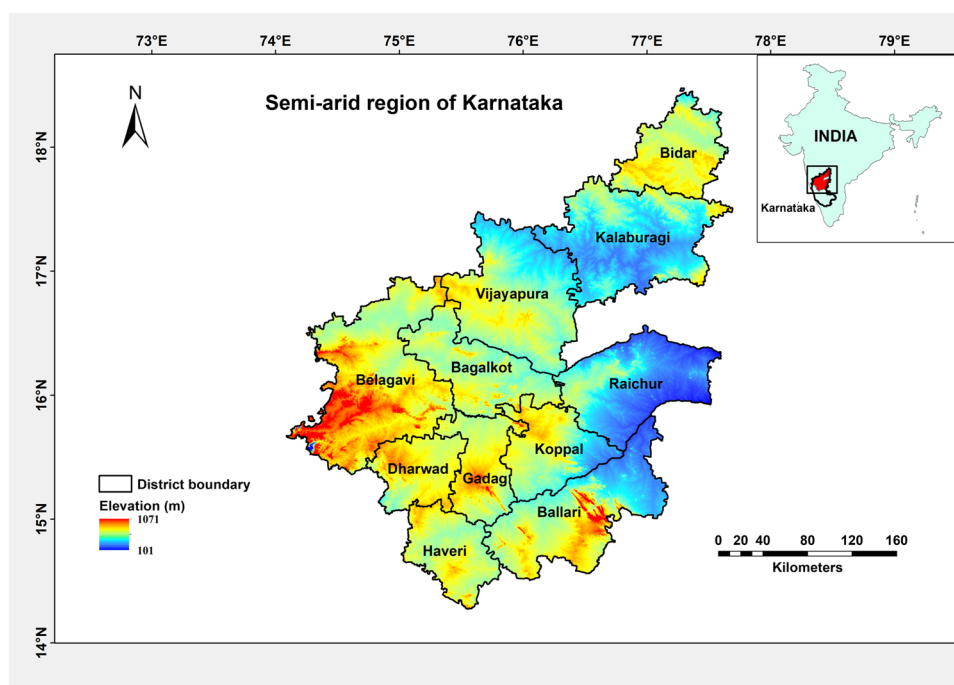 73°E 74°E 75°E 76°E 77°E 78°E 79°E
N
Semi-arid region of Karnataka
INDIA
Karnataka
18°N
17°N
16°N
15°N
14°N
Bidar
Kalaburagi
Vijayapura
Belagavi
Bagalkot
Raichur
Koppal
Dharwad
Gadag
Ballari
Haveri
District boundary
Elevation (m)
1071
101
0 10 20 40 80 120 160
Kilometers